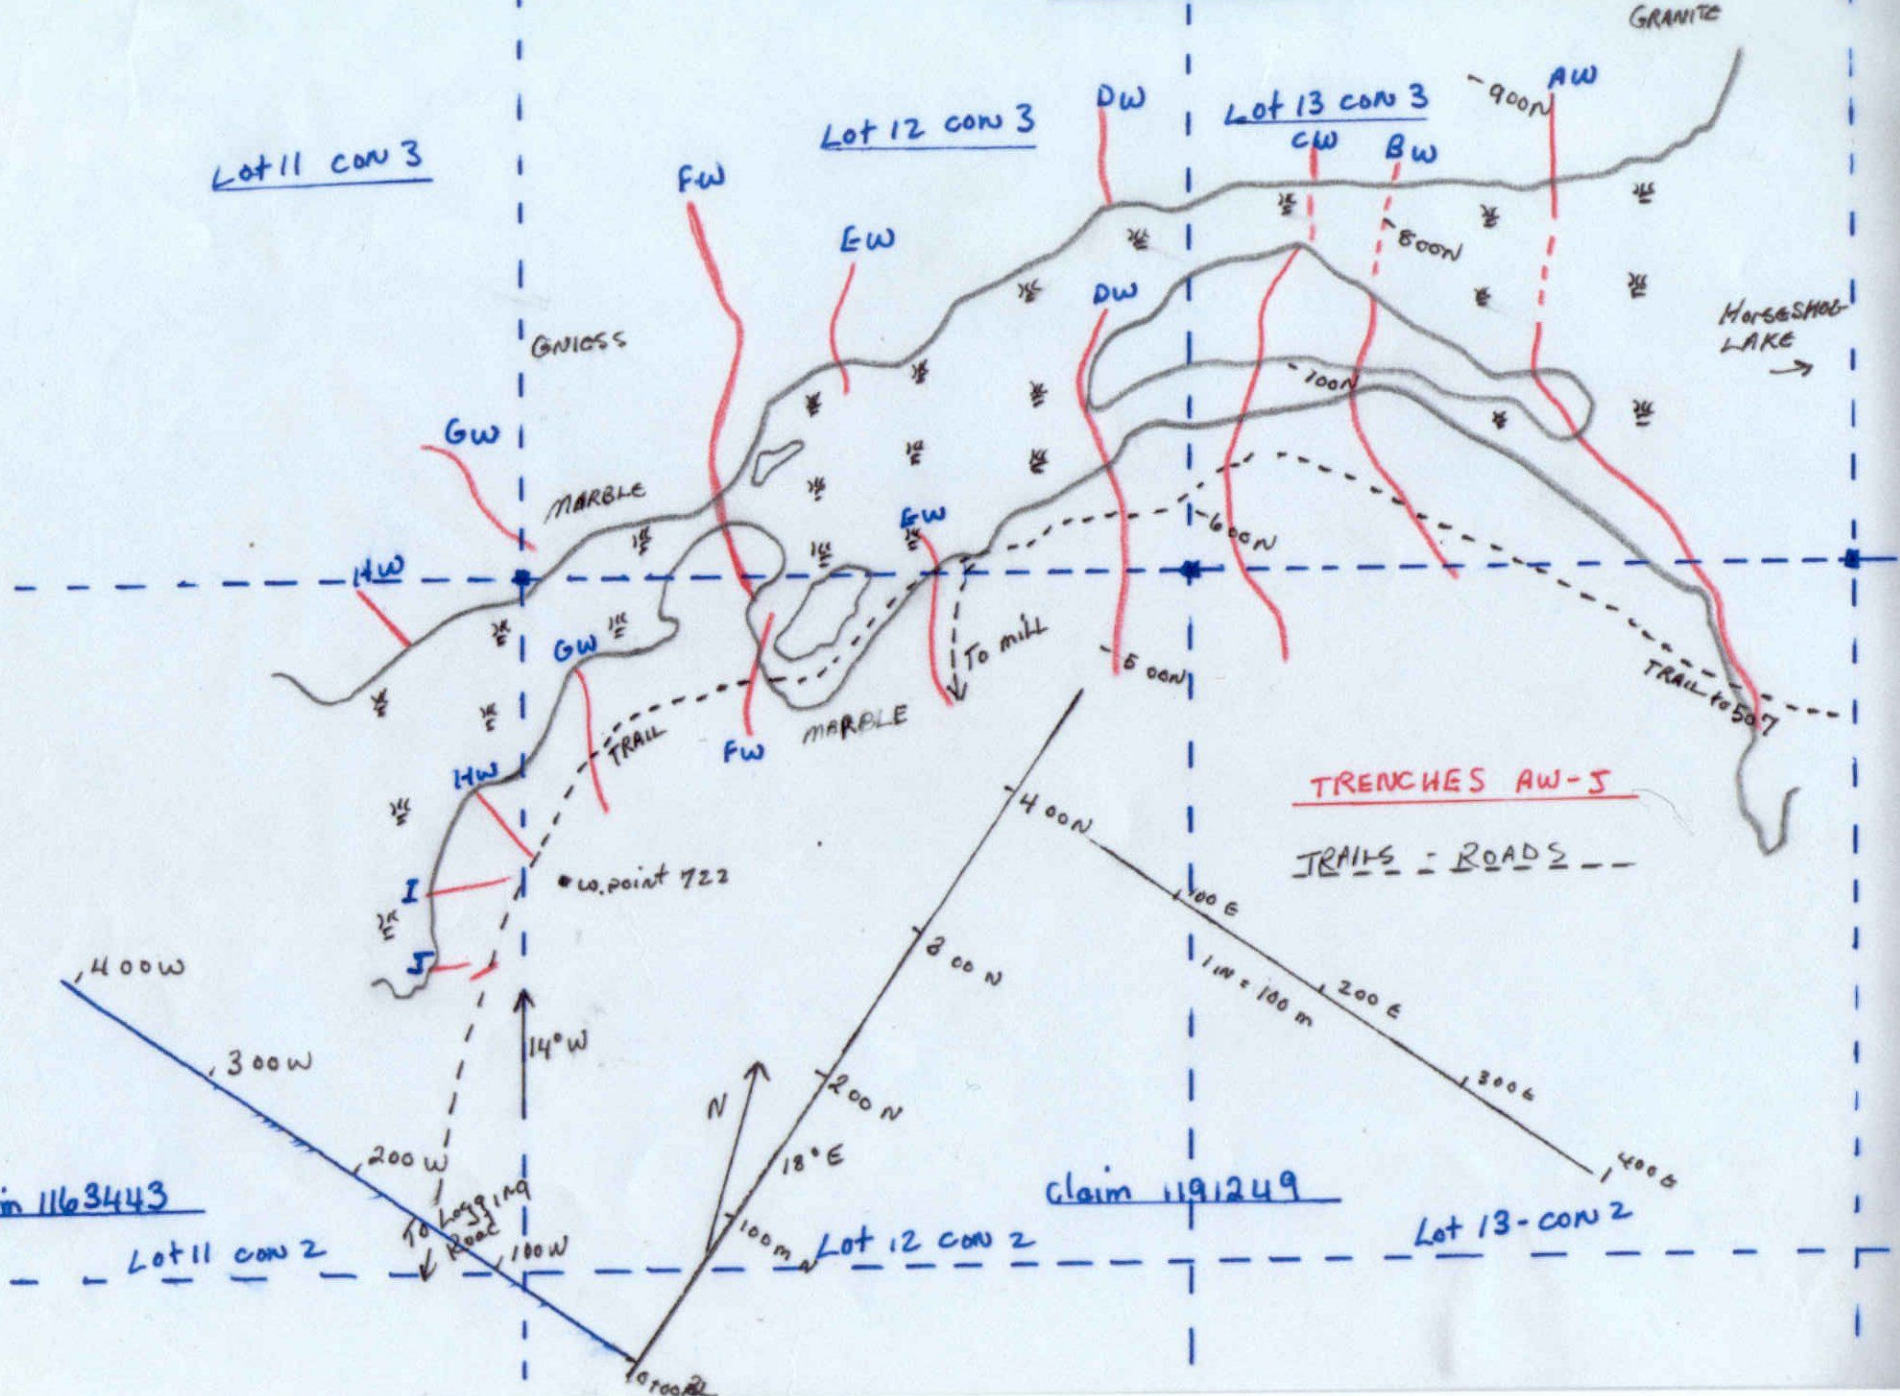 GRANITE
AW
-900N
DW
Lot 13 con 3
CW
BW
Lot 12 con 3
Lot 11 con 3
FW
EW
800N
DW
HORSESHOE
LAKE
GNIESS
-700N
GW
MARBLE
EW
-600N
HW
To mill
GW
500N
TRAIL to 507
TRAIL
MARBLE
FW
HW
TRENCHES AW-J
400N
TRAILS - ROADS
I
w.point 722
100E
J
300N
1 IN = 100 m
200E
400W
14°W
300W
300E
N
200N
200W
18°E
400E
To Logging
Road
m 1163443
Claim 1191249
100m N
Lot 11 con 2
100W
Lot 12 con 2
Lot 13-con 2